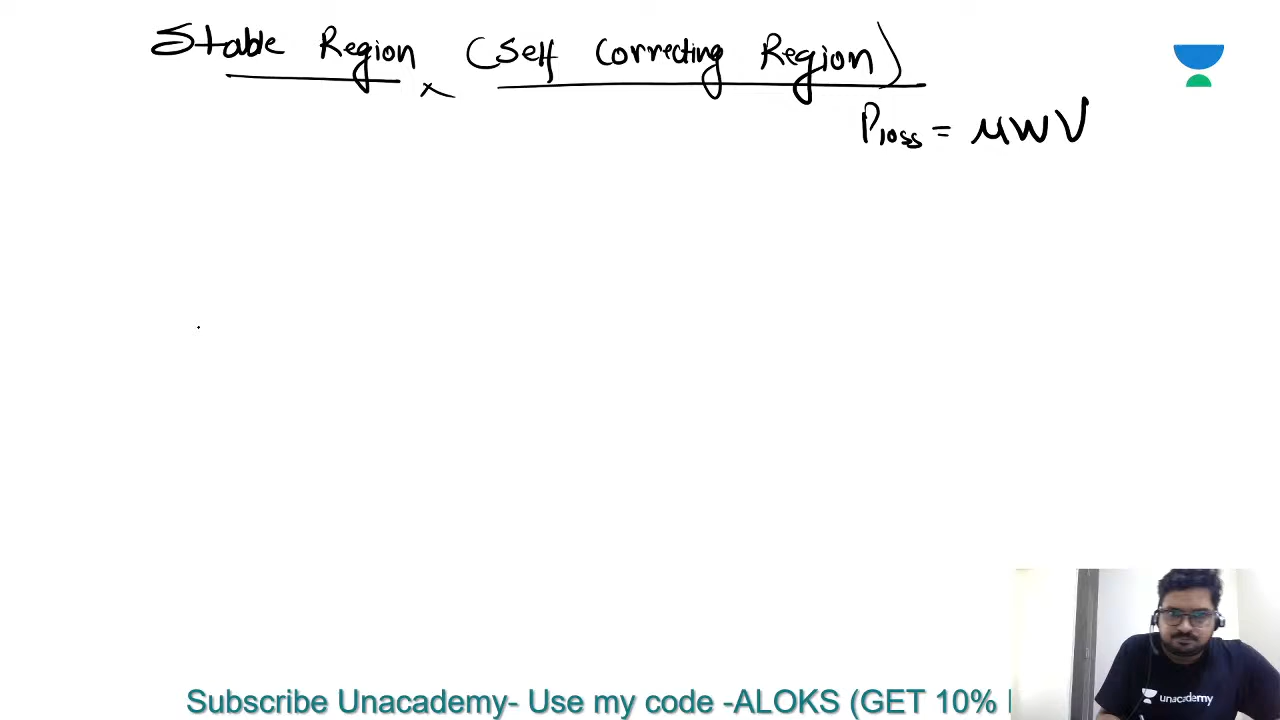 Stable Region (Self Correcting Region)
Ploss = μWV
unacademy
Subscribe Unacademy- Use my code -ALOKS (GET 10%